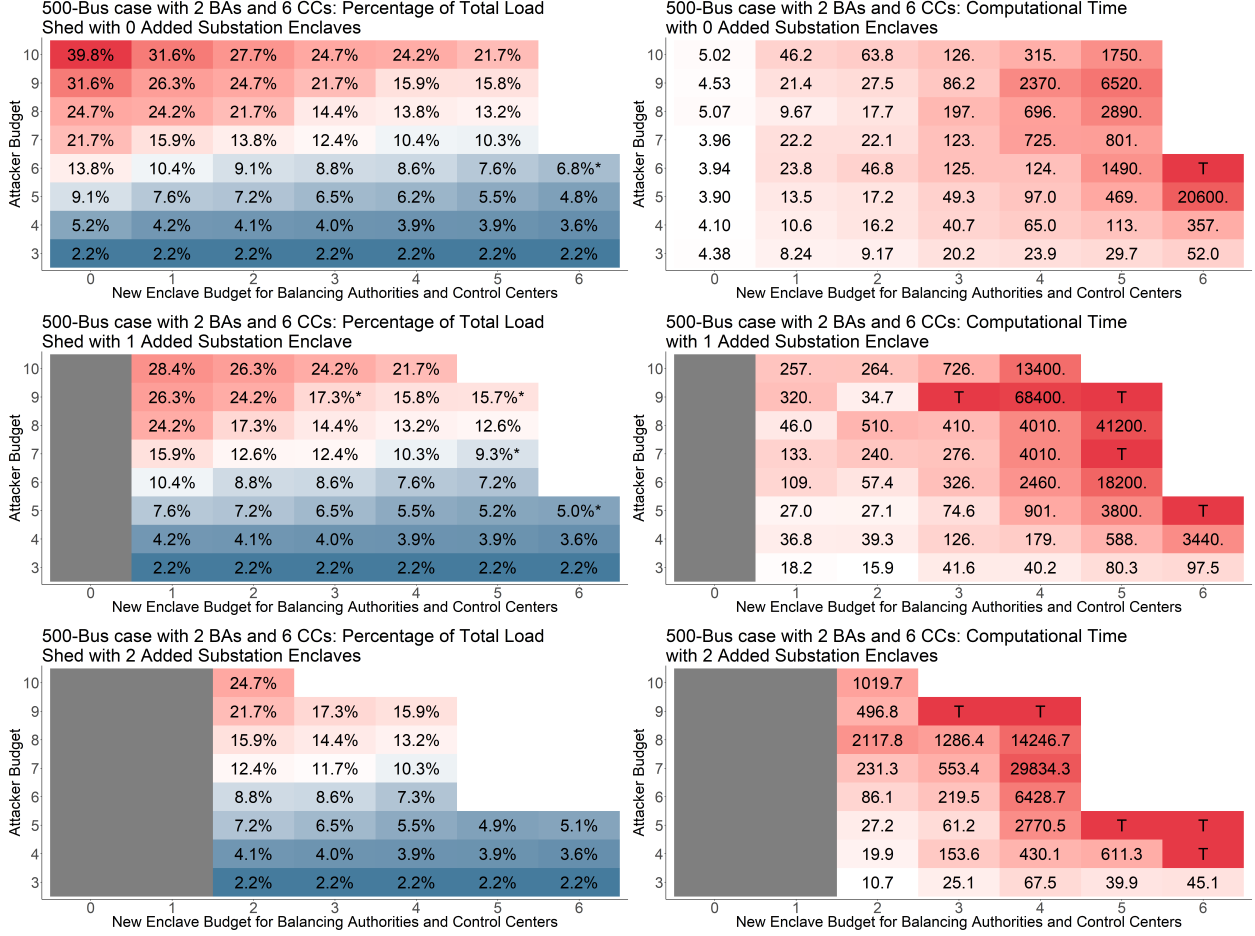 500-Bus case with 2 BAs and 6 CCs: Percentage of Total Load
Shed with 0 Added Substation Enclaves
Attacker Budget
10 39.8% 31.6% 27.7% 24.7% 24.2% 21.7%
9 31.6% 26.3% 24.7% 21.7% 15.9% 15.8%
8 24.7% 24.2% 21.7% 14.4% 13.8% 13.2%
7 21.7% 15.9% 13.8% 12.4% 10.4% 10.3%
6 13.8% 10.4% 9.1% 8.8% 8.6% 7.6% 6.8%*
5 9.1% 7.6% 7.2% 6.5% 6.2% 5.5% 4.8%
4 5.2% 4.2% 4.1% 4.0% 3.9% 3.9% 3.6%
3 2.2% 2.2% 2.2% 2.2% 2.2% 2.2% 2.2%
0 1 2 3 4 5 6
New Enclave Budget for Balancing Authorities and Control Centers
500-Bus case with 2 BAs and 6 CCs: Computational Time
with 0 Added Substation Enclaves
Attacker Budget
10 5.02 46.2 63.8 126. 315. 1750.
9 4.53 21.4 27.5 86.2 2370. 6520.
8 5.07 9.67 17.7 197. 696. 2890.
7 3.96 22.2 22.1 123. 725. 801.
6 3.94 23.8 46.8 125. 124. 1490. T
5 3.90 13.5 17.2 49.3 97.0 469. 20600.
4 4.10 10.6 16.2 40.7 65.0 113. 357.
3 4.38 8.24 9.17 20.2 23.9 29.7 52.0
0 1 2 3 4 5 6
New Enclave Budget for Balancing Authorities and Control Centers
500-Bus case with 2 BAs and 6 CCs: Percentage of Total Load
Shed with 1 Added Substation Enclave
Attacker Budget
10 28.4% 26.3% 24.2% 21.7%
9 26.3% 24.2% 17.3%* 15.8% 15.7%*
8 24.2% 17.3% 14.4% 13.2% 12.6%
7 15.9% 12.6% 12.4% 10.3% 9.3%*
6 10.4% 8.8% 8.6% 7.6% 7.2%
5 7.6% 7.2% 6.5% 5.5% 5.2% 5.0%*
4 4.2% 4.1% 4.0% 3.9% 3.9% 3.6%
3 2.2% 2.2% 2.2% 2.2% 2.2% 2.2%
0 1 2 3 4 5 6
New Enclave Budget for Balancing Authorities and Control Centers
500-Bus case with 2 BAs and 6 CCs: Computational Time
with 1 Added Substation Enclave
Attacker Budget
10 257. 264. 726. 13400.
9 320. 34.7 T 68400. T
8 46.0 510. 410. 4010. 41200.
7 133. 240. 276. 4010. T
6 109. 57.4 326. 2460. 18200.
5 27.0 27.1 74.6 901. 3800. T
4 36.8 39.3 126. 179. 588. 3440.
3 18.2 15.9 41.6 40.2 80.3 97.5
0 1 2 3 4 5 6
New Enclave Budget for Balancing Authorities and Control Centers
500-Bus case with 2 BAs and 6 CCs: Percentage of Total Load
Shed with 2 Added Substation Enclaves
Attacker Budget
10 24.7%
9 21.7% 17.3% 15.9%
8 15.9% 14.4% 13.2%
7 12.4% 11.7% 10.3%
6 8.8% 8.6% 7.3%
5 7.2% 6.5% 5.5% 4.9% 5.1%
4 4.1% 4.0% 3.9% 3.9% 3.6%
3 2.2% 2.2% 2.2% 2.2% 2.2%
0 1 2 3 4 5 6
New Enclave Budget for Balancing Authorities and Control Centers
500-Bus case with 2 BAs and 6 CCs: Computational Time
with 2 Added Substation Enclaves
Attacker Budget
10 1019.7
9 496.8 T T
8 2117.8 1286.4 14246.7
7 231.3 553.4 29834.3
6 86.1 219.5 6428.7
5 27.2 61.2 2770.5 T T
4 19.9 153.6 430.1 611.3 T
3 10.7 25.1 67.5 39.9 45.1
0 1 2 3 4 5 6
New Enclave Budget for Balancing Authorities and Control Centers